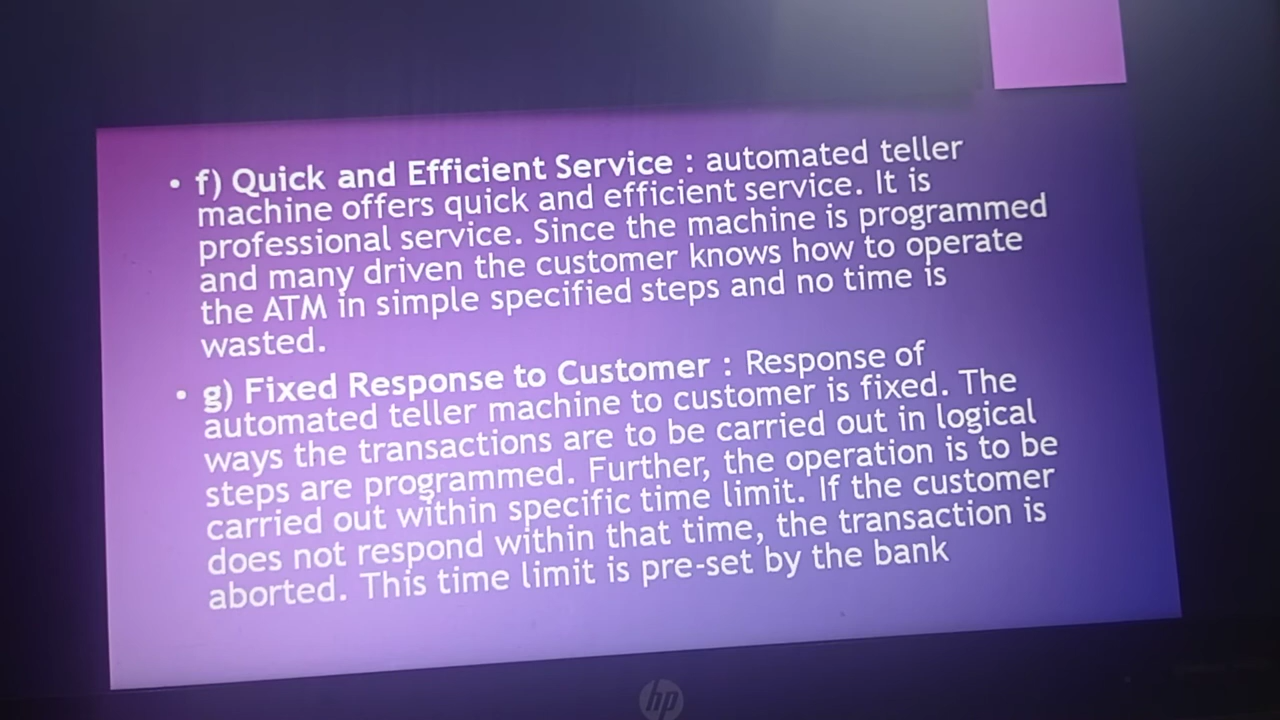 • f) Quick and Efficient Service : automated teller
machine offers quick and efficient service. It is
professional service. Since the machine is programmed
and many driven the customer knows how to operate
the ATM in simple specified steps and no time is
wasted.
• g) Fixed Response to Customer : Response of
automated teller machine to customer is fixed. The
ways the transactions are to be carried out in logical
steps are programmed. Further, the operation is to be
carried out within specific time limit. If the customer
does not respond within that time, the transaction is
aborted. This time limit is pre-set by the bank
hp